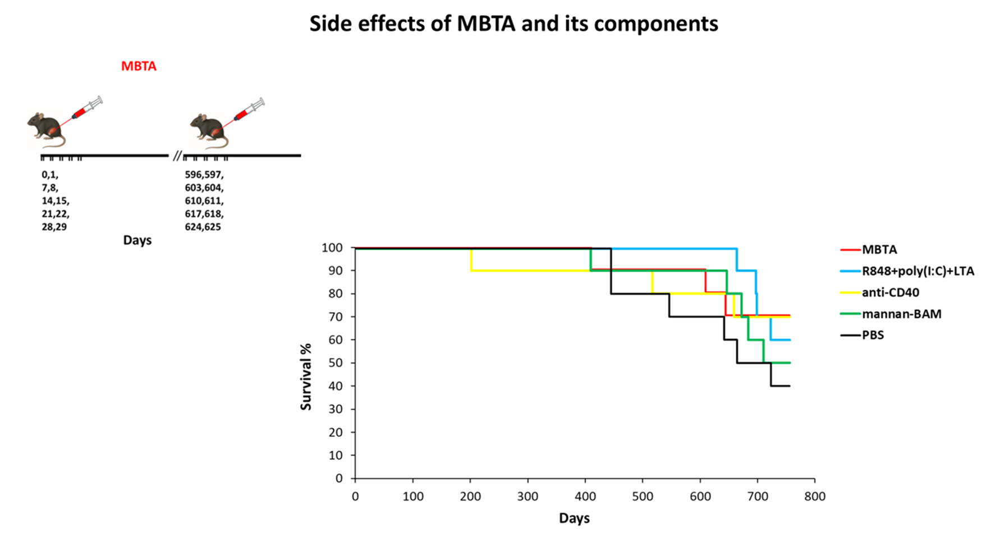 Side effects of MBTA and its components
MBTA
0,1,
7,8,
14,15,
21,22,
28,29
596,597,
603,604,
610,611,
617,618,
624,625
Days
100
90
80
70
60
50
40
30
20
10
0
Survival %
0 100 200 300 400 500 600 700 800
Days
MBTA
R848+poly(I:C)+LTA
anti-CD40
mannan-BAM
PBS